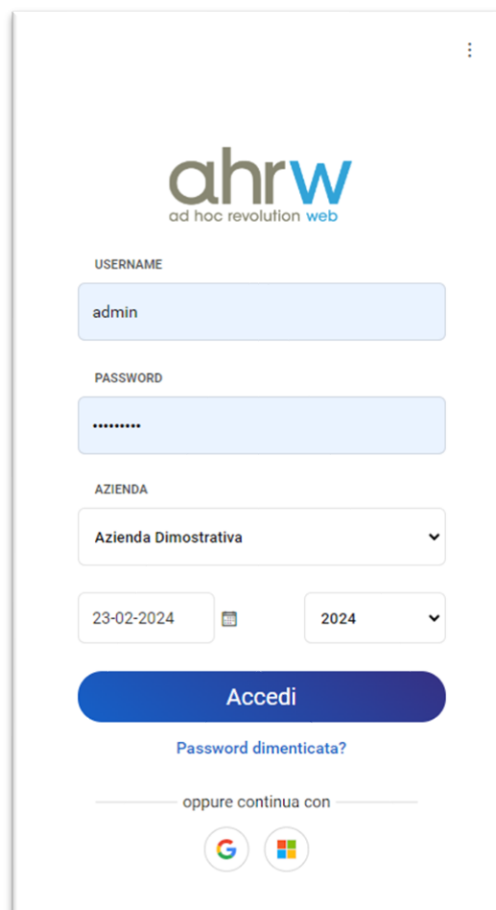 ahrw
ad hoc revolution web
USERNAME
admin
PASSWORD
•••••••••
AZIENDA
Azienda Dimostrativa
23-02-2024 2024
Accedi
Password dimenticata?
oppure continua con
G